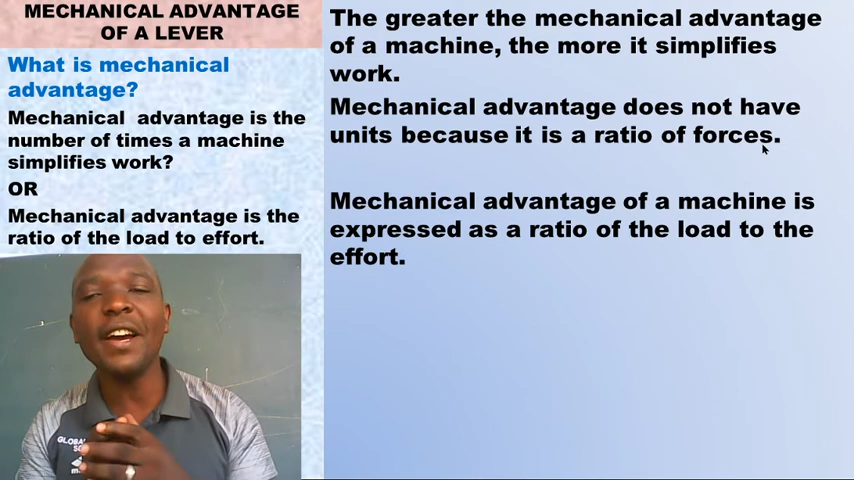 MECHANICAL ADVANTAGE
OF A LEVER
What is mechanical
advantage?
Mechanical advantage is the
number of times a machine
simplifies work?
OR
Mechanical advantage is the
ratio of the load to effort.
The greater the mechanical advantage
of a machine, the more it simplifies
work.
Mechanical advantage does not have
units because it is a ratio of forces.
Mechanical advantage of a machine is
expressed as a ratio of the load to the
effort.